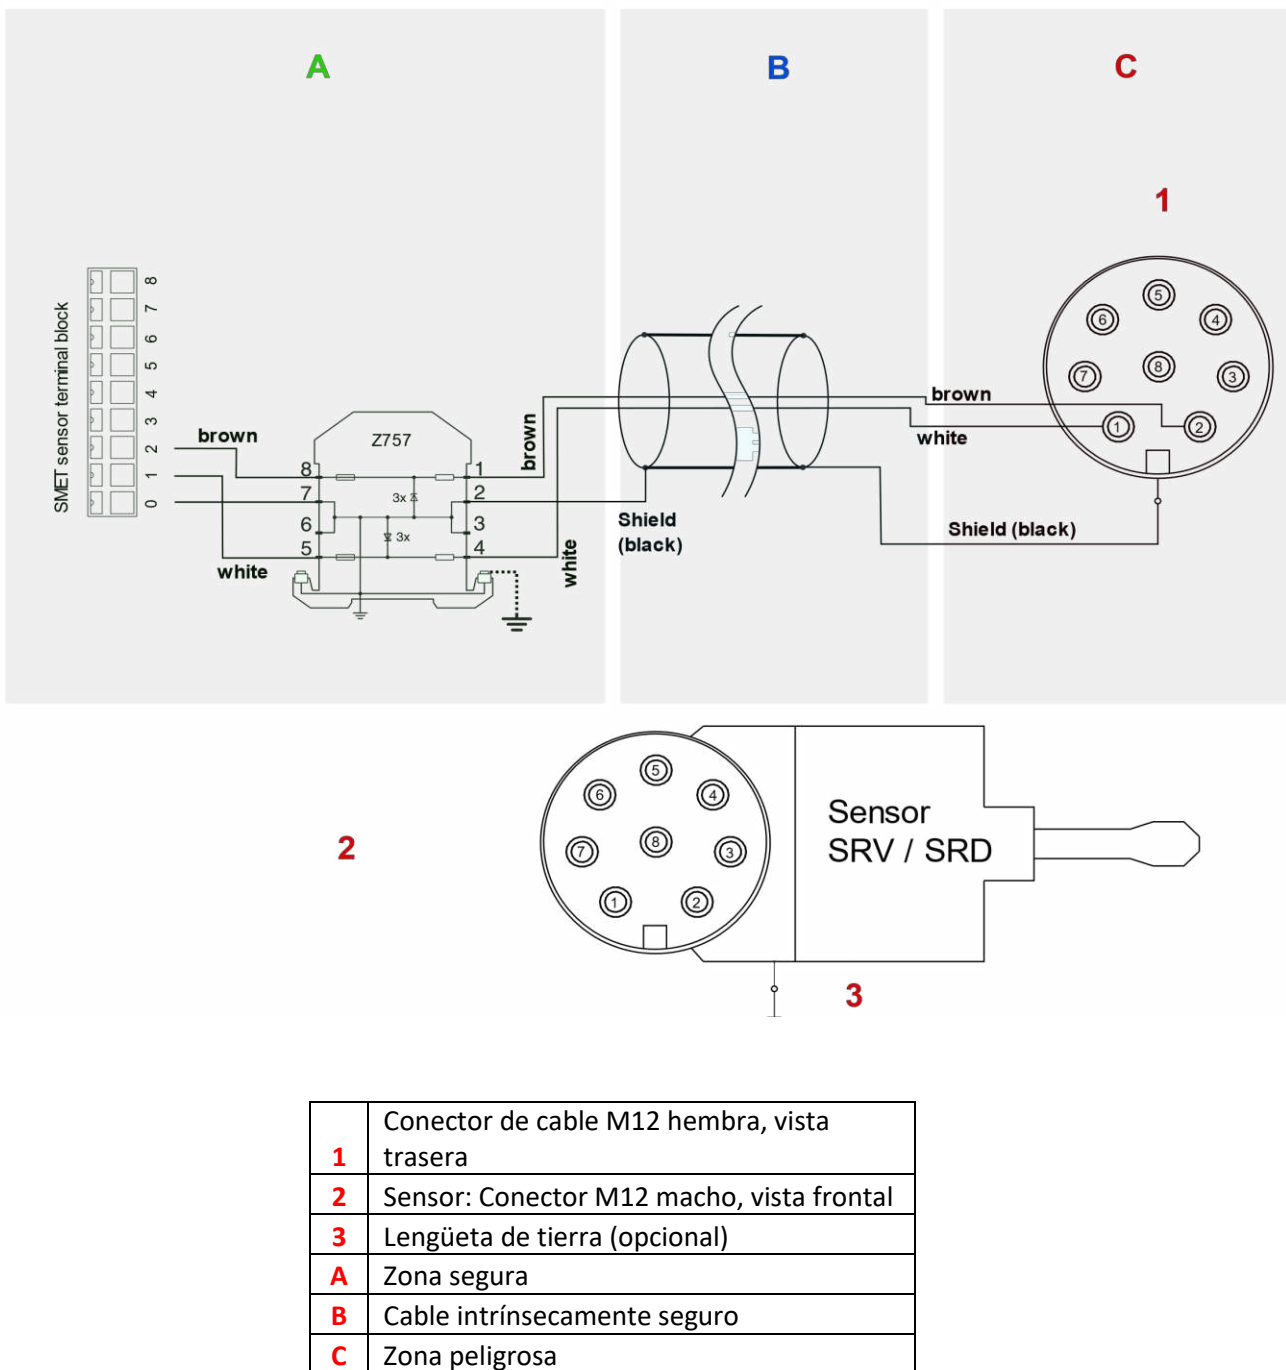 A
B
C
1
SMET sensor terminal block
8
7
6
5
4
3
2
1
0
brown
white
Z757
8
7
6
5
1
2
3
4
3x
3x
brown
white
Shield
(black)
brown
white
Shield (black)
5
6
4
7
8
3
1
2
2
5
6
4
7
8
3
1
2
Sensor
SRV / SRD
3
1 Conector de cable M12 hembra, vista
trasera
2 Sensor: Conector M12 macho, vista frontal
3 Lengüeta de tierra (opcional)
A Zona segura
B Cable intrínsecamente seguro
C Zona peligrosa